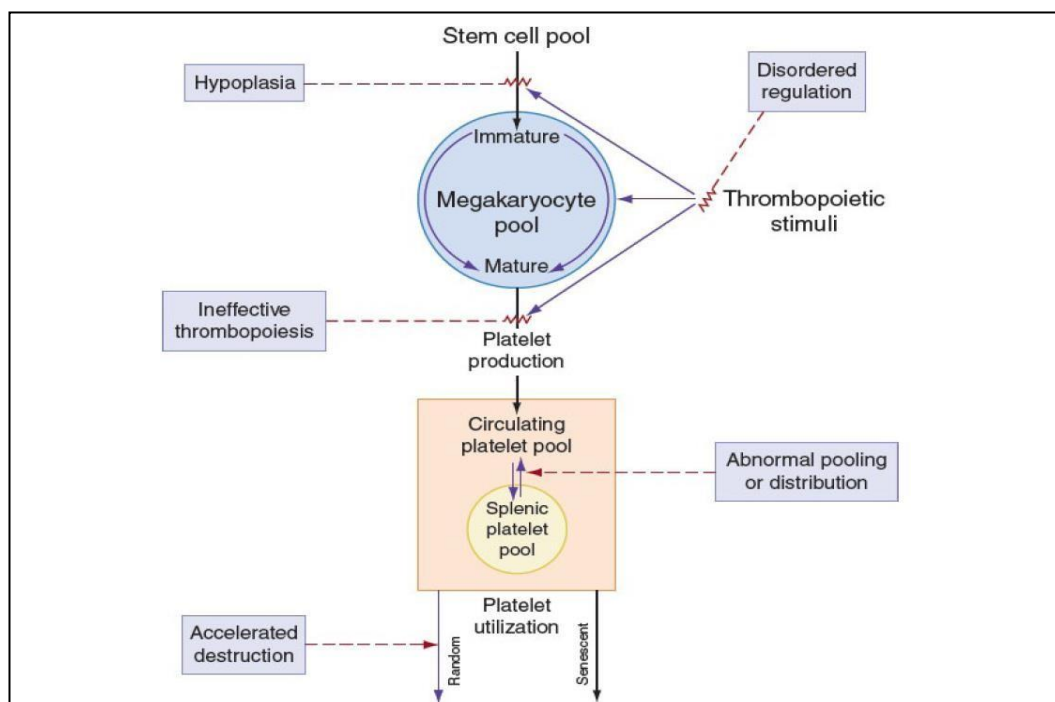 Stem cell pool
Hypoplasia
Disordered
regulation
Immature
Megakaryocyte
pool
Thrombopoietic
stimuli
Mature
Ineffective
thrombopoiesis
Platelet
production
Circulating
platelet pool
Abnormal pooling
or distribution
Splenic
platelet
pool
Platelet
utilization
Accelerated
destruction
Random
Senescent